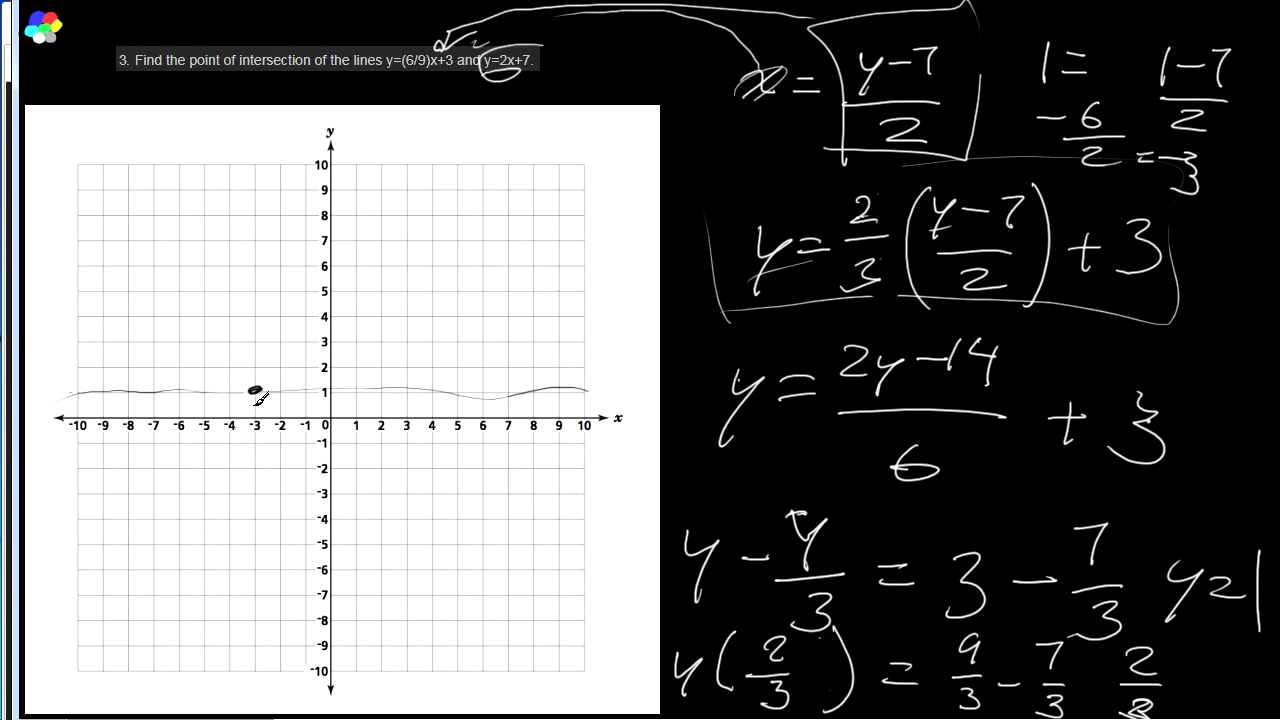 3. Find the point of intersection of the lines y=(6/9)x+3 and y=2x+7.
x = (y-7)/2
1 = (1-7)/2
-6/2 = -3
y = 2/3 ((y-7)/2) + 3
y = (2y-14)/6 + 3
y - y/3 = 3 - 7/3
y=1
y(2/3) = 9/3 - 7/3 2/3
y
10
9
8
7
6
5
4
3
2
1
-10 -9 -8 -7 -6 -5 -4 -3 -2 -1 0 1 2 3 4 5 6 7 8 9 10 x
-1
-2
-3
-4
-5
-6
-7
-8
-9
-10